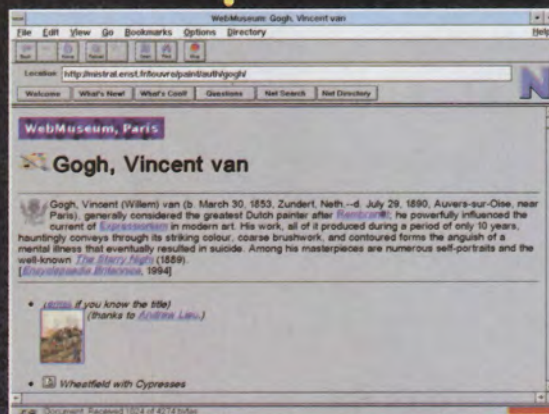 WebMuseum: Gogh, Vincent van
File Edit View Go Bookmarks Options Directory Help
Location: http://mistral.enst.fr/louvre/paint/auth/gogh/
Welcome What's New! What's Cool! Questions Net Search Net Directory
N
WebMuseum, Paris
Gogh, Vincent van
Gogh, Vincent (Willem) van (b. March 30, 1853, Zundert, Neth.--d. July 29, 1890, Auvers-sur-Oise, near
Paris), generally considered the greatest Dutch painter after Rembrandt; he powerfully influenced the
current of Expressionism in modern art. His work, all of it produced during a period of only 10 years,
hauntingly conveys through its striking colour, coarse brushwork, and contoured forms the anguish of a
mental illness that eventually resulted in suicide. Among his masterpieces are numerous self-portraits and the
well-known The Starry Night (1889).
[Encyclopaedia Britannica, 1994]
if you know the title)
(thanks to Andrew Lau.)
Wheatfield with Cypresses
Document: Received 1024 of 4274 bytes